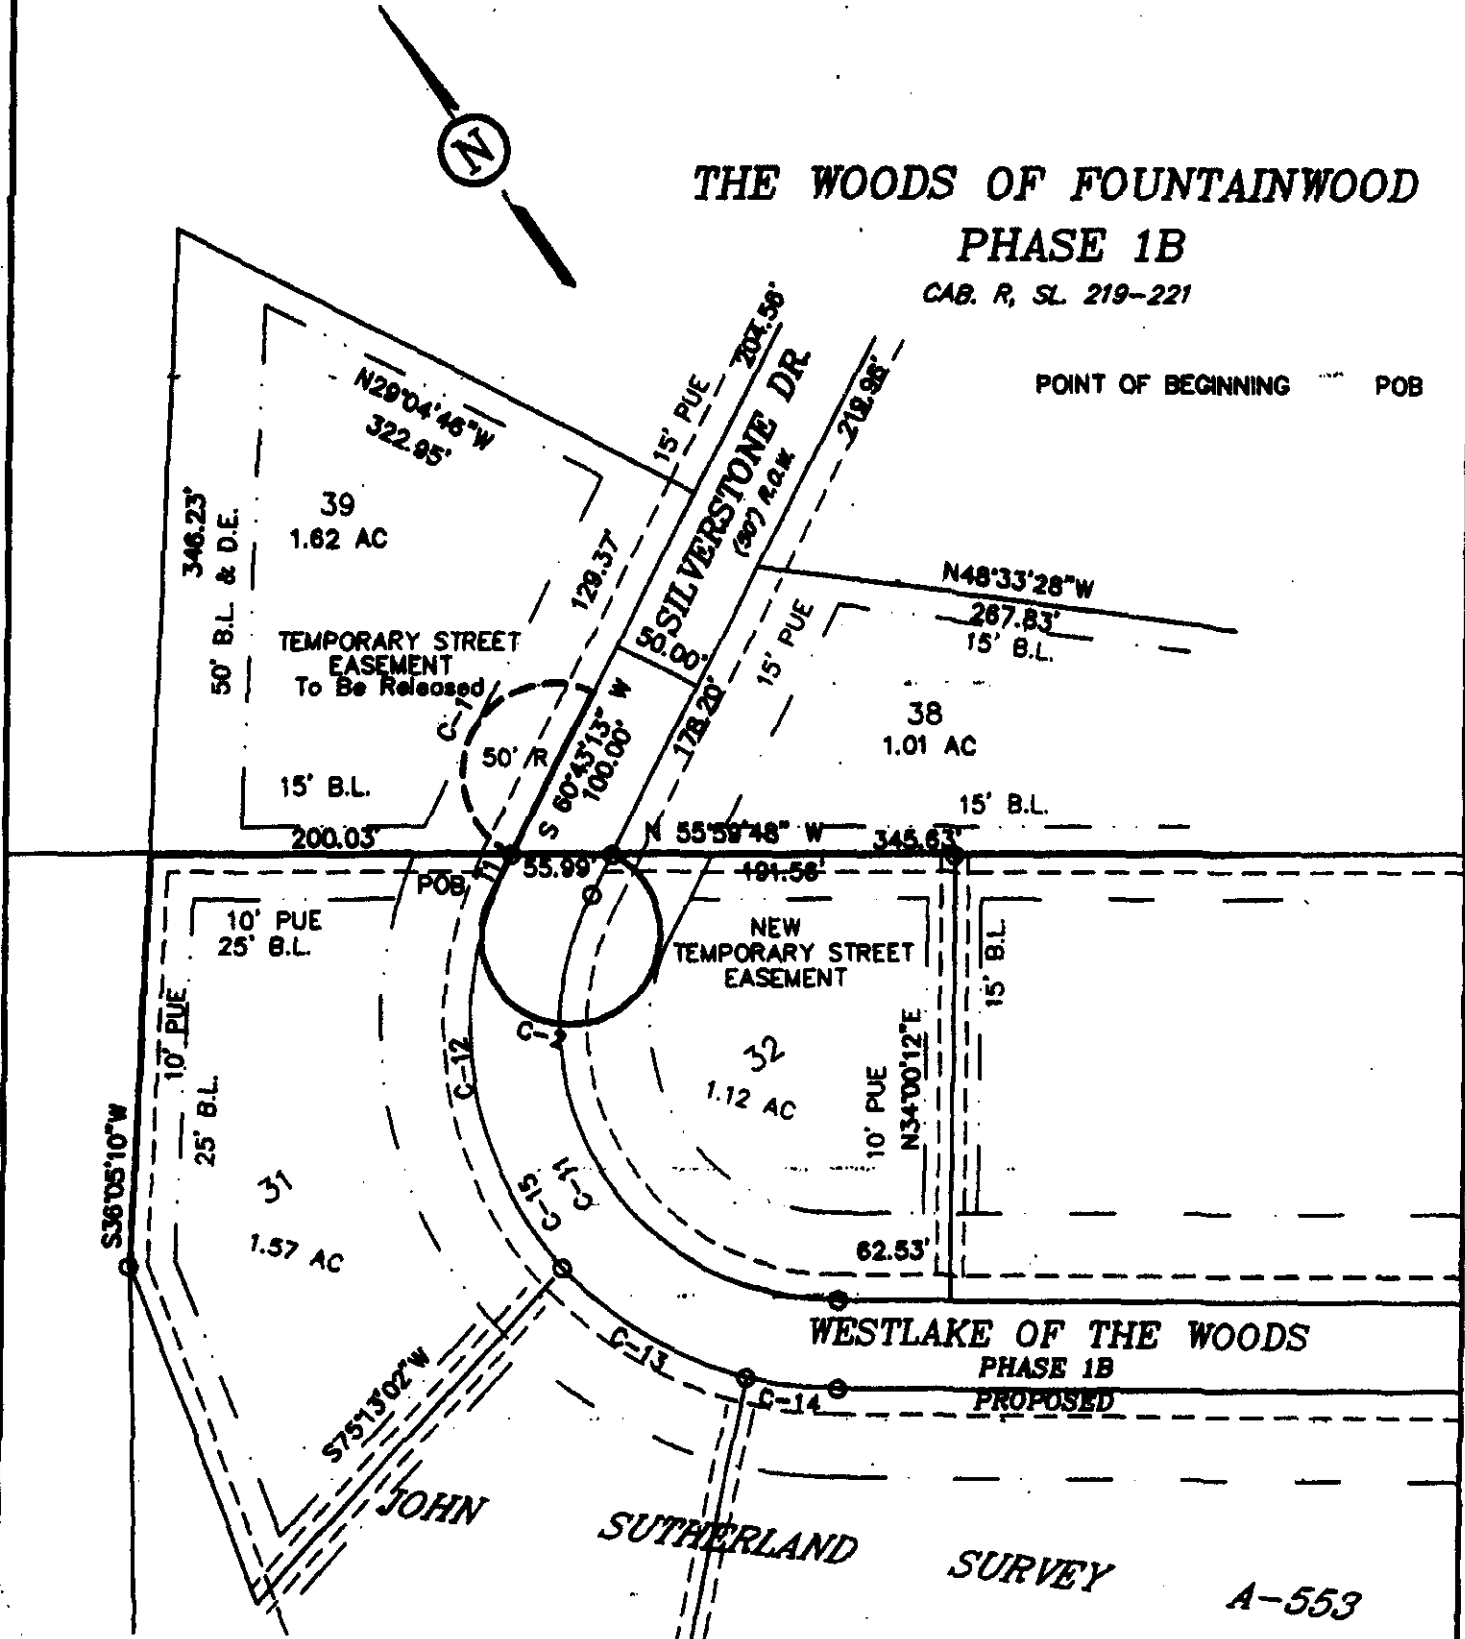 N
THE WOODS OF FOUNTAINWOOD
PHASE 1B
CAB. R, SL. 219-221
POINT OF BEGINNING POB
N29°04'46"W
322.95'
15' PUE
204.56'
SILVERSTONE DR.
(50') R.O.W.
219.96'
39
1.62 AC
346.23'
50' B.L. & D.E.
129.37'
N48°33'28"W
267.83'
15' B.L.
TEMPORARY STREET
EASEMENT
To Be Released
50.00'
15' PUE
C-1
50' R
S 60°43'13" W
100.00'
178.20'
38
1.01 AC
15' B.L.
15' B.L.
200.03'
N 55°59'48" W
345.63'
POB
T1
55.99'
191.56'
10' PUE
25' B.L.
NEW
TEMPORARY STREET
EASEMENT
15' B.L.
10' PUE
25' B.L.
C-12
C-2
32
1.12 AC
10' PUE
N34°00'12"E
S36°05'10"W
31
1.57 AC
C-15
C-11
62.53'
WESTLAKE OF THE WOODS
PHASE 1B
PROPOSED
C-13
C-14
S75°13'02"W
JOHN SUTHERLAND SURVEY A-553